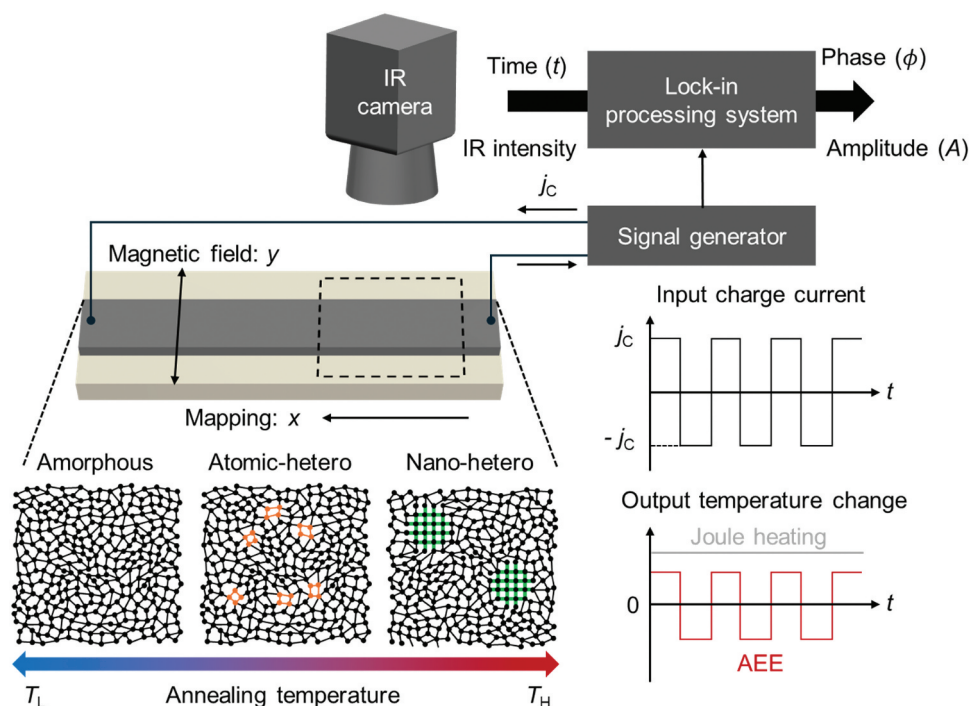 IR
camera
Time (t)
IR intensity
Lock-in
processing system
Phase (ϕ)
Amplitude (A)
jC
Signal generator
Magnetic field: y
Mapping: x
Input charge current
jC
t
- jC
Amorphous
Atomic-hetero
Nano-hetero
Output temperature change
Joule heating
0
t
AEE
TL
Annealing temperature
TH